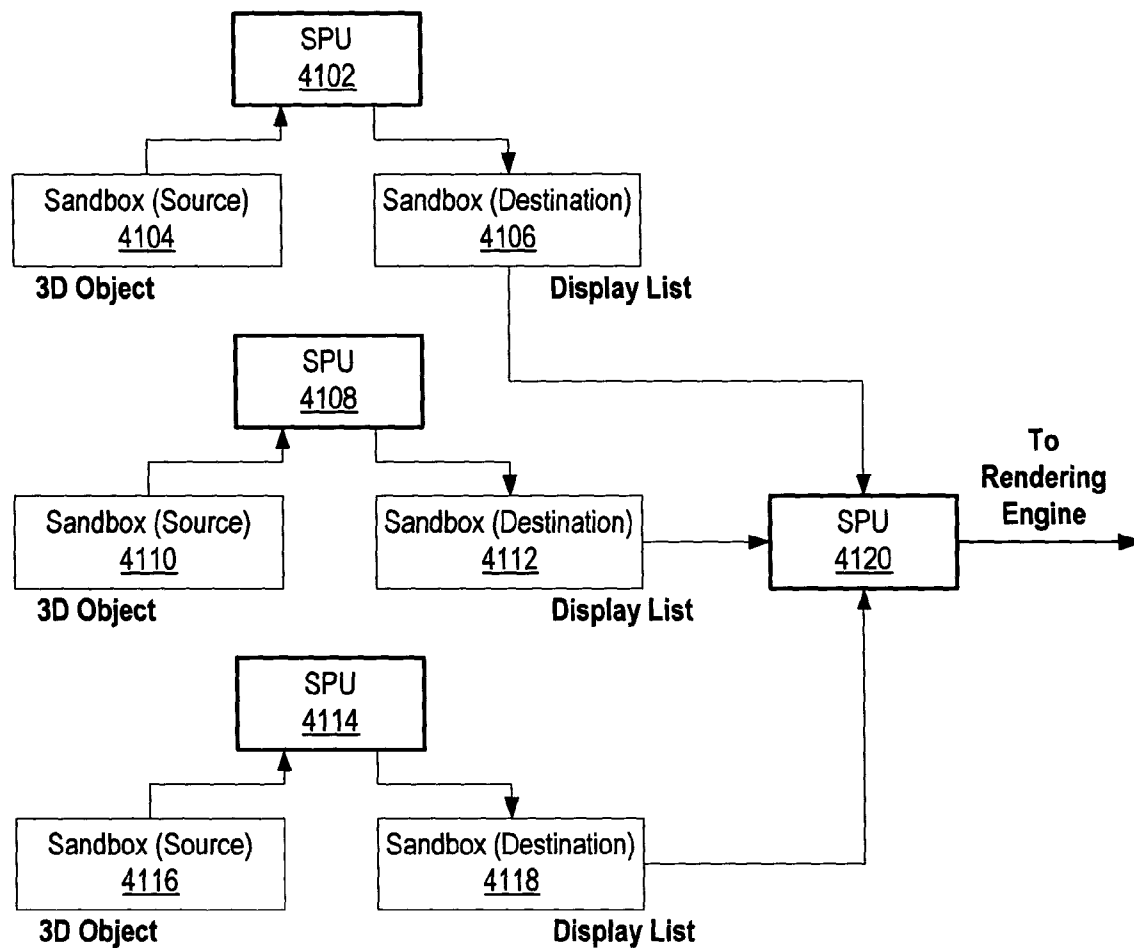 SPU
4102
Sandbox (Source)
4104
3D Object
Sandbox (Destination)
4106
Display List
SPU
4108
Sandbox (Source)
4110
3D Object
Sandbox (Destination)
4112
Display List
SPU
4120
To
Rendering
Engine
SPU
4114
Sandbox (Source)
4116
3D Object
Sandbox (Destination)
4118
Display List